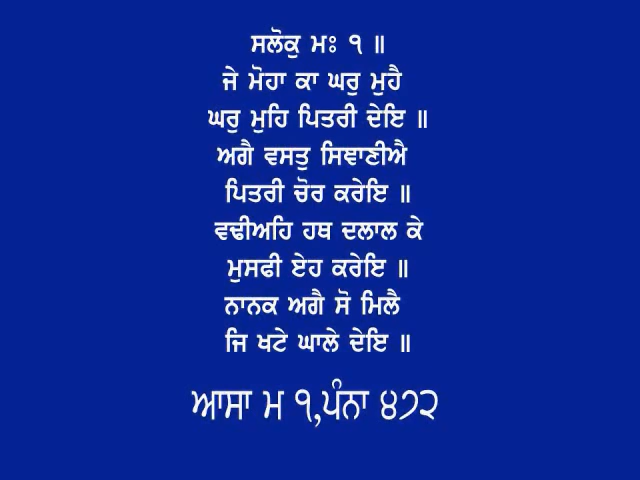 ਸਲੋਕੁ ਮਃ ੧ ॥
ਜੇ ਮੋਹਾ ਕਾ ਘਰੁ ਮੁਹੈ
ਘਰੁ ਮੁਹਿ ਪਿਤਰੀ ਦੇਇ ॥
ਅਗੈ ਵਸਤੁ ਸਿਞਾਣੀਐ
ਪਿਤਰੀ ਚੋਰ ਕਰੇਇ ॥
ਵਢੀਅਹਿ ਹਥ ਦਲਾਲ ਕੇ
ਮੁਸਫੀ ਏਹ ਕਰੇਇ ॥
ਨਾਨਕ ਅਗੈ ਸੋ ਮਿਲੈ
ਜਿ ਖਟੇ ਘਾਲੇ ਦੇਇ ॥
ਆਸਾ ਮ ੧,ਪੰਨਾ ੪੭੨